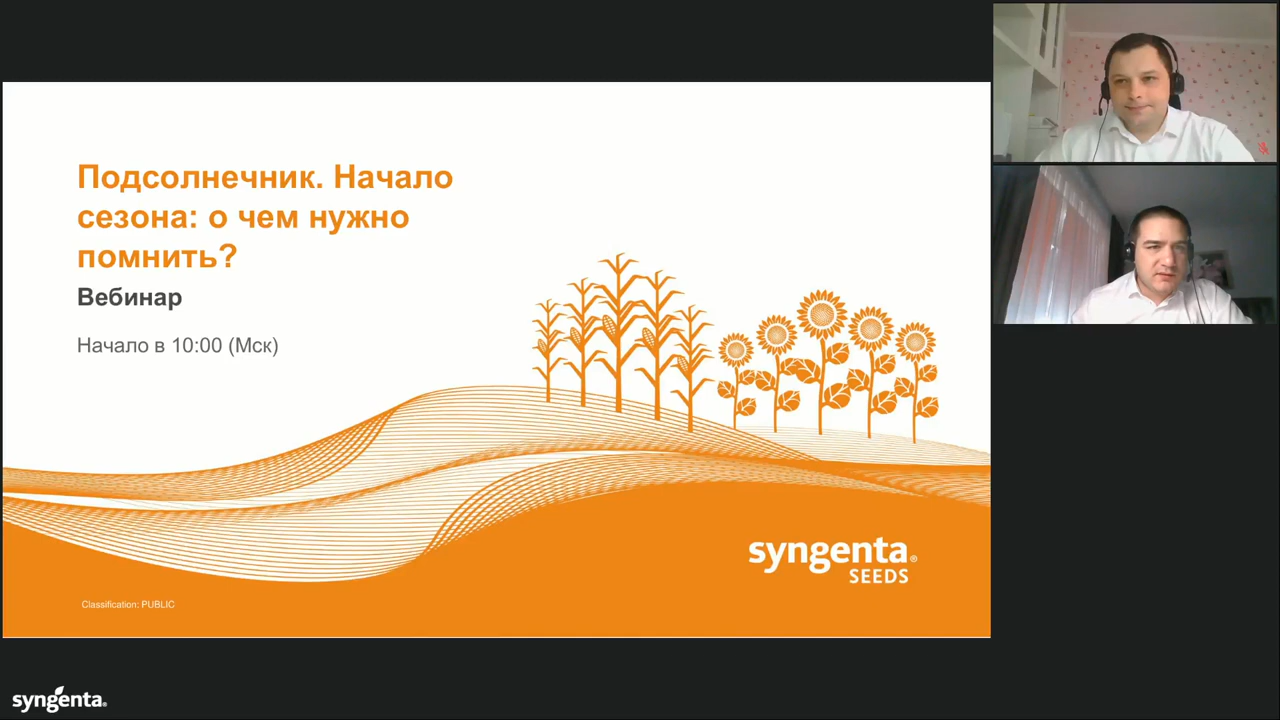 Подсолнечник. Начало
сезона: о чем нужно
помнить?
Вебинар
Начало в 10:00 (Мск)
syngenta®
SEEDS
Classification: PUBLIC
syngenta®